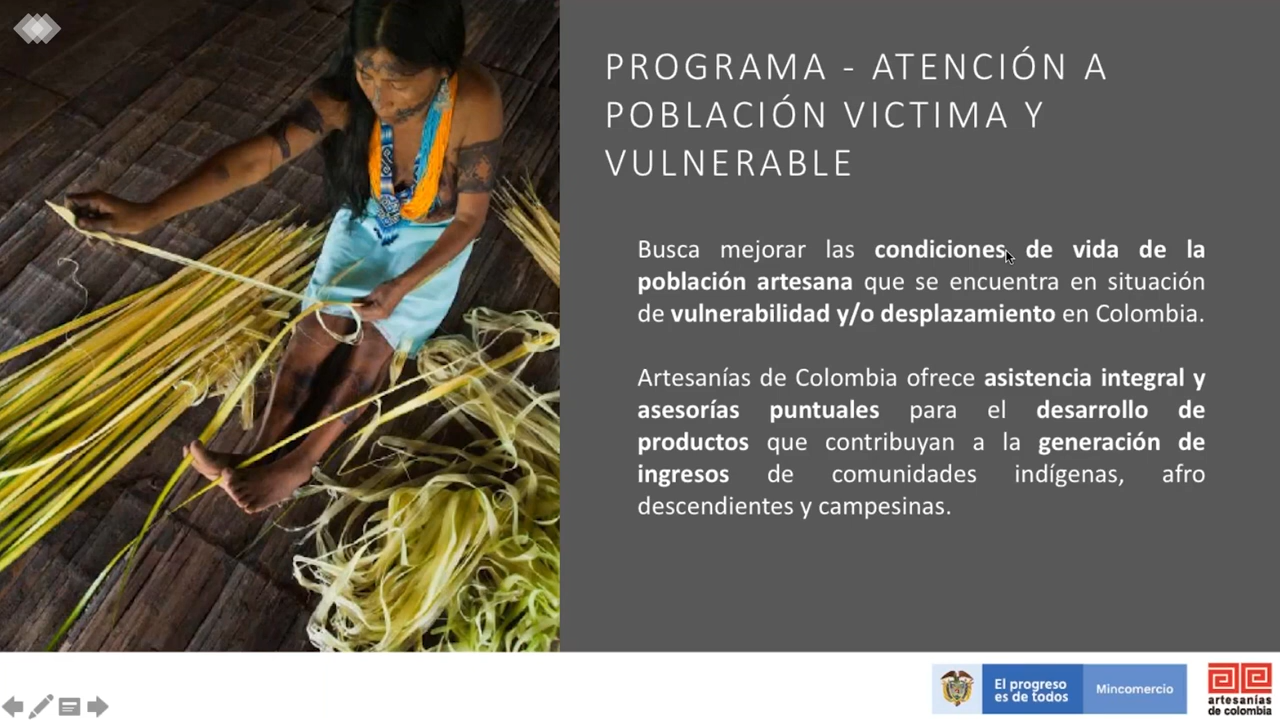 PROGRAMA - ATENCIÓN A
POBLACIÓN VICTIMA Y
VULNERABLE
Busca mejorar las condiciones de vida de la
población artesana que se encuentra en situación
de vulnerabilidad y/o desplazamiento en Colombia.
Artesanías de Colombia ofrece asistencia integral y
asesorías puntuales para el desarrollo de
productos que contribuyan a la generación de
ingresos de comunidades indígenas, afro
descendientes y campesinas.
El progreso
es de todos
Mincomercio
artesanías
de colombia